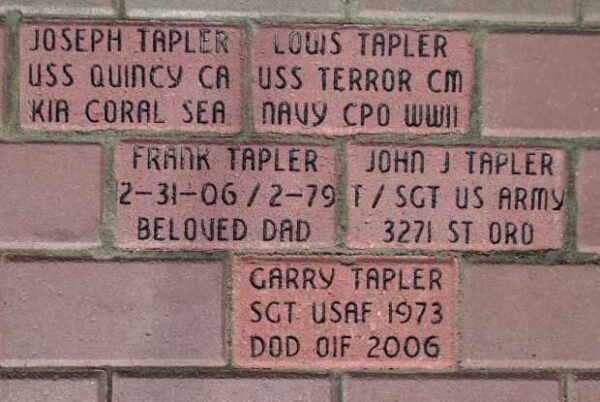 JOSEPH TAPLER
USS QUINCY CA
KIA CORAL SEA
LOUIS TAPLER
USS TERROR CM
NAVY CPO WWII
FRANK TAPLER
2-31-06 / 2-79
BELOVED DAD
JOHN J TAPLER
T / SGT US ARMY
3271 ST ORD
GARRY TAPLER
SGT USAF 1973
DOD OIF 2006